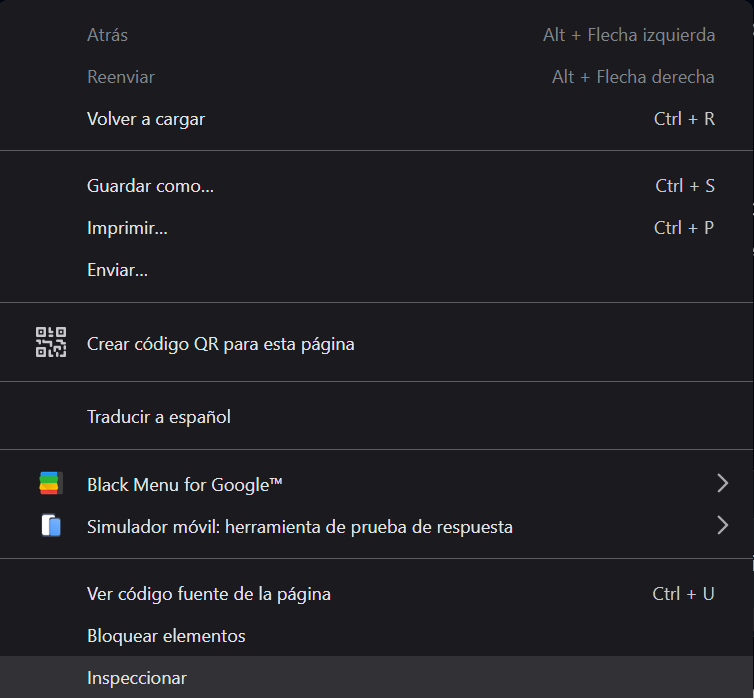 Atrás Alt + Flecha izquierda
Reenviar Alt + Flecha derecha
Volver a cargar Ctrl + R
Guardar como... Ctrl + S
Imprimir... Ctrl + P
Enviar...
Crear código QR para esta página
Traducir a español
Black Menu for Google™
Simulador móvil: herramienta de prueba de respuesta
Ver código fuente de la página Ctrl + U
Bloquear elementos
Inspeccionar